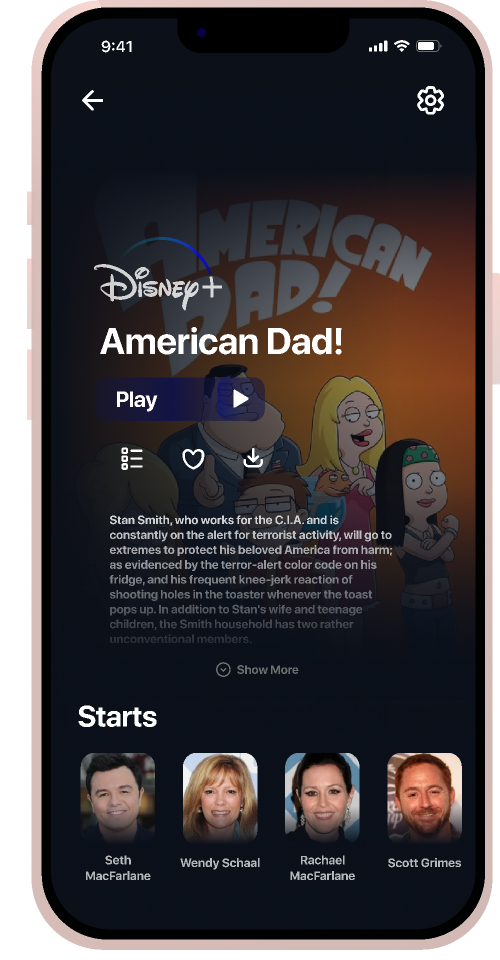 9:41
AMERICAN
DAD!
Disney+
American Dad!
Play
Stan Smith, who works for the C.I.A. and is
constantly on the alert for terrorist activity, will go to
extremes to protect his beloved America from harm;
as evidenced by the terror-alert color code on his
fridge, and his frequent knee-jerk reaction of
shooting holes in the toaster whenever the toast
pops up. In addition to Stan's wife and teenage
children, the Smith household has two rather
unconventional members.
Show More
Starts
Seth
MacFarlane
Wendy Schaal
Rachael
MacFarlane
Scott Grimes